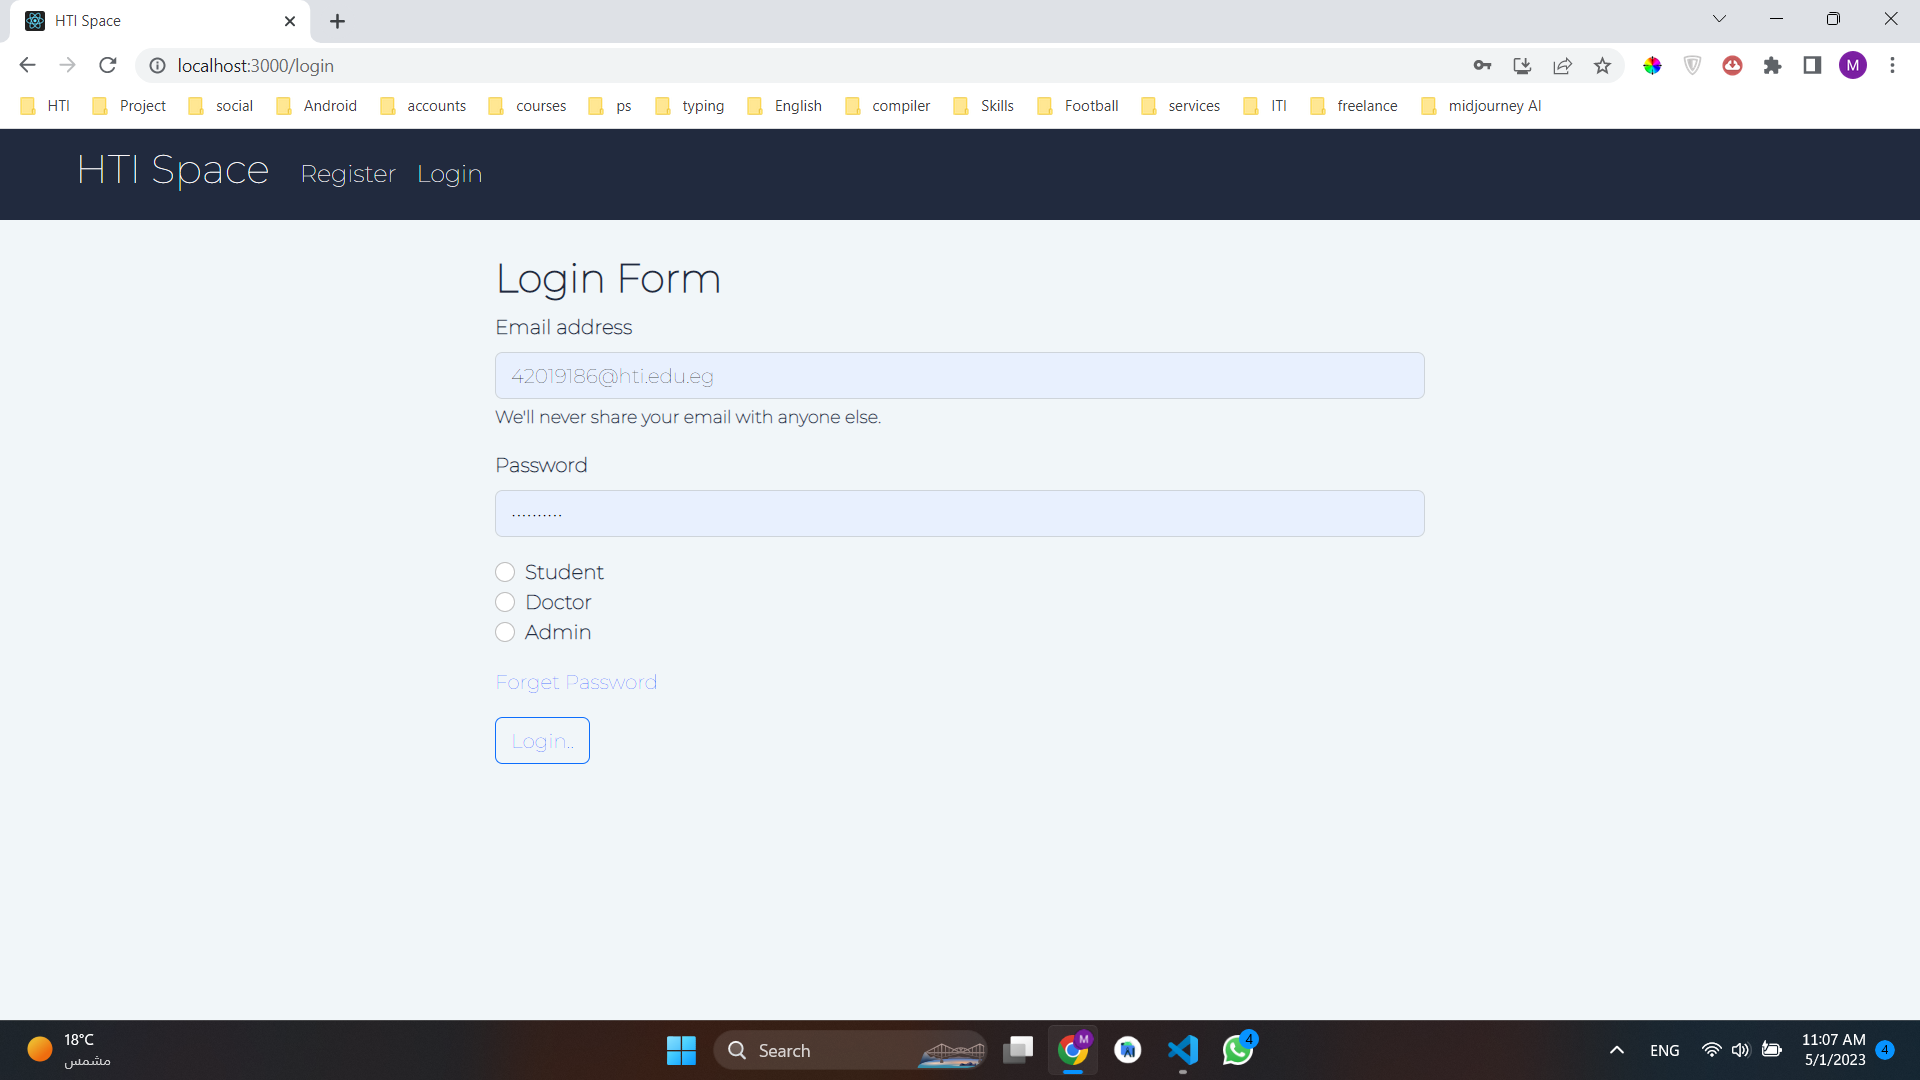 HTI Space
localhost:3000/login
M
HTI Project social Android accounts courses ps typing English compiler Skills Football services ITI freelance midjourney AI
HTI Space Register Login
Login Form
Email address
42019186@hti.edu.eg
We'll never share your email with anyone else.
Password
..........
Student
Doctor
Admin
Forget Password
Login..
18°C
مشمس
Search
M
4
ENG
11:07 AM
5/1/2023
4